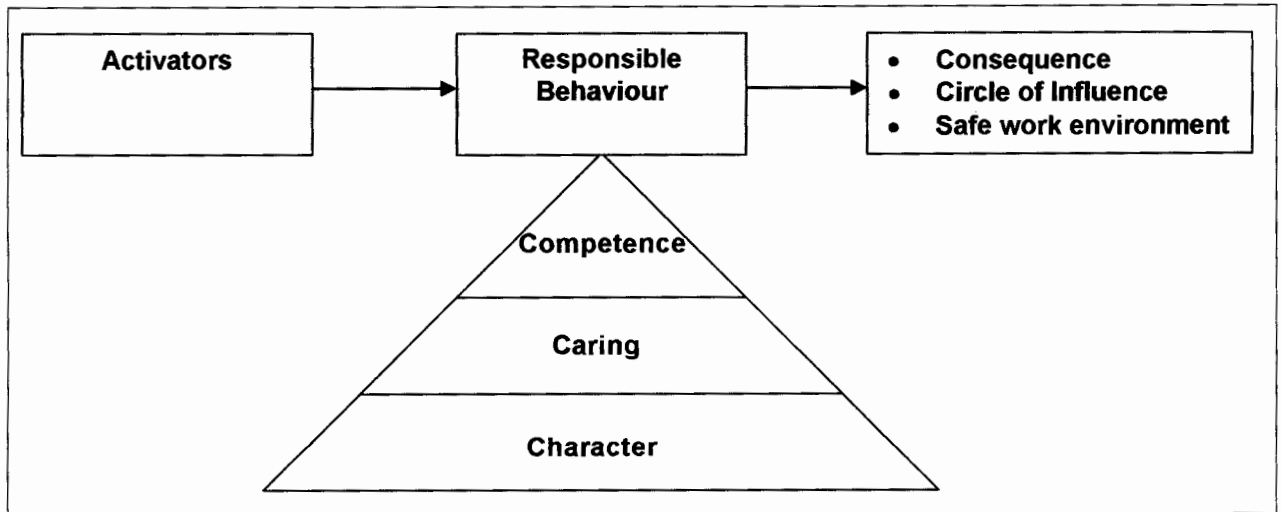 Activators
Responsible
Behaviour
• Consequence
• Circle of Influence
• Safe work environment
Competence
Caring
Character